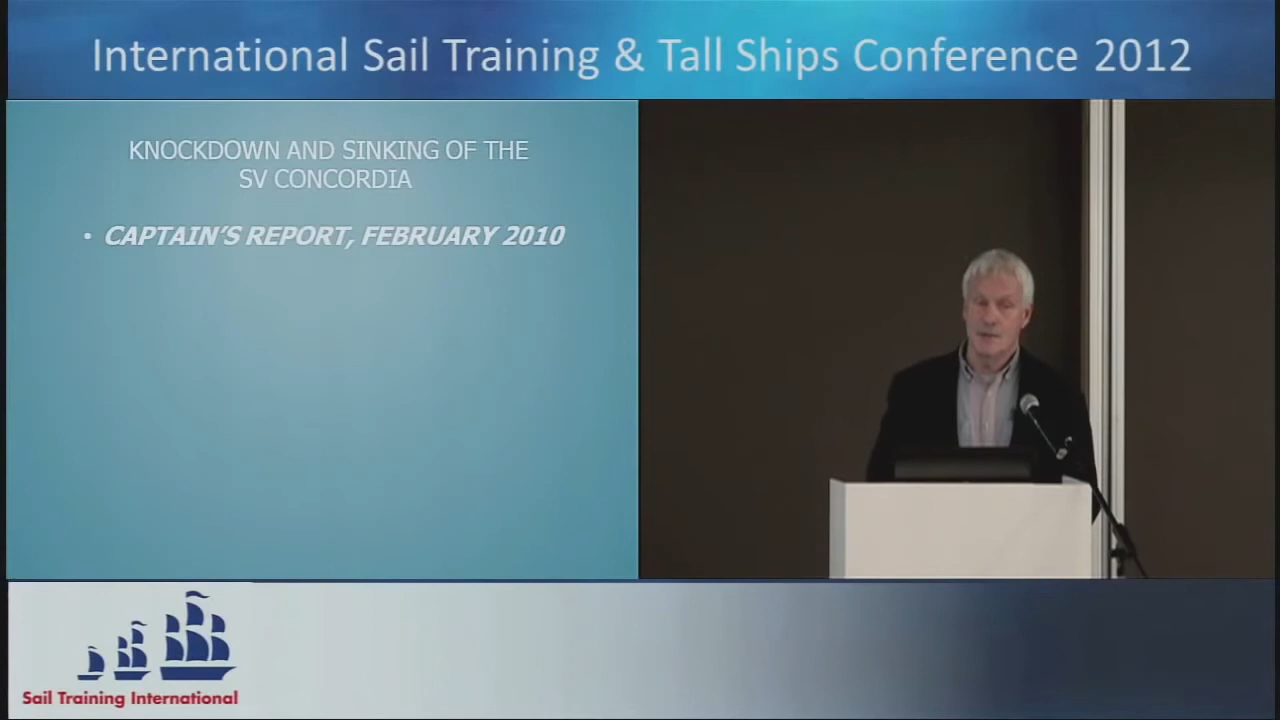 International Sail Training & Tall Ships Conference 2012
KNOCKDOWN AND SINKING OF THE
SV CONCORDIA
• CAPTAIN'S REPORT, FEBRUARY 2010
Sail Training International